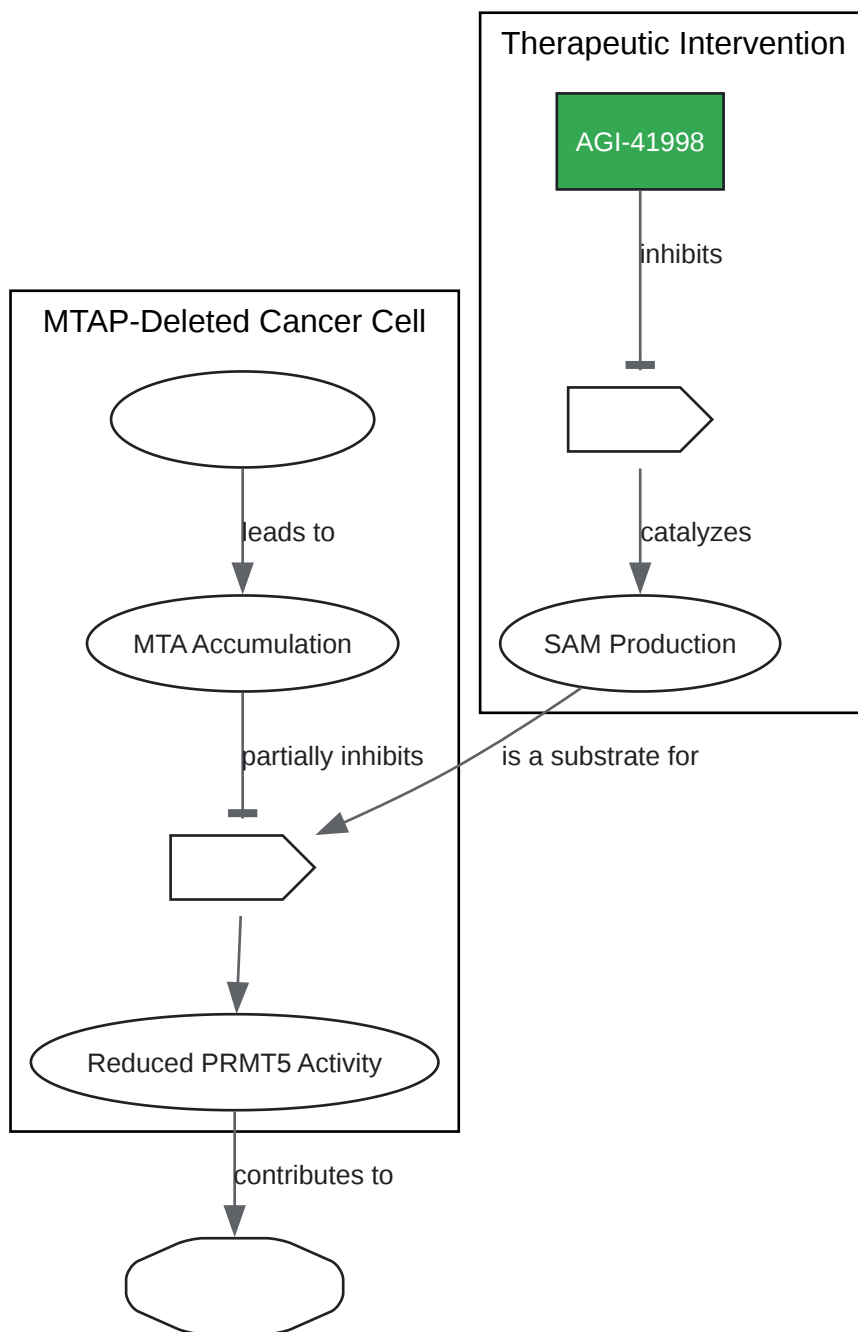 Therapeutic Intervention
AGI-41998
inhibits
MTAP-Deleted Cancer Cell
leads to
catalyzes
MTA Accumulation
SAM Production
partially inhibits
is a substrate for
Reduced PRMT5 Activity
contributes to